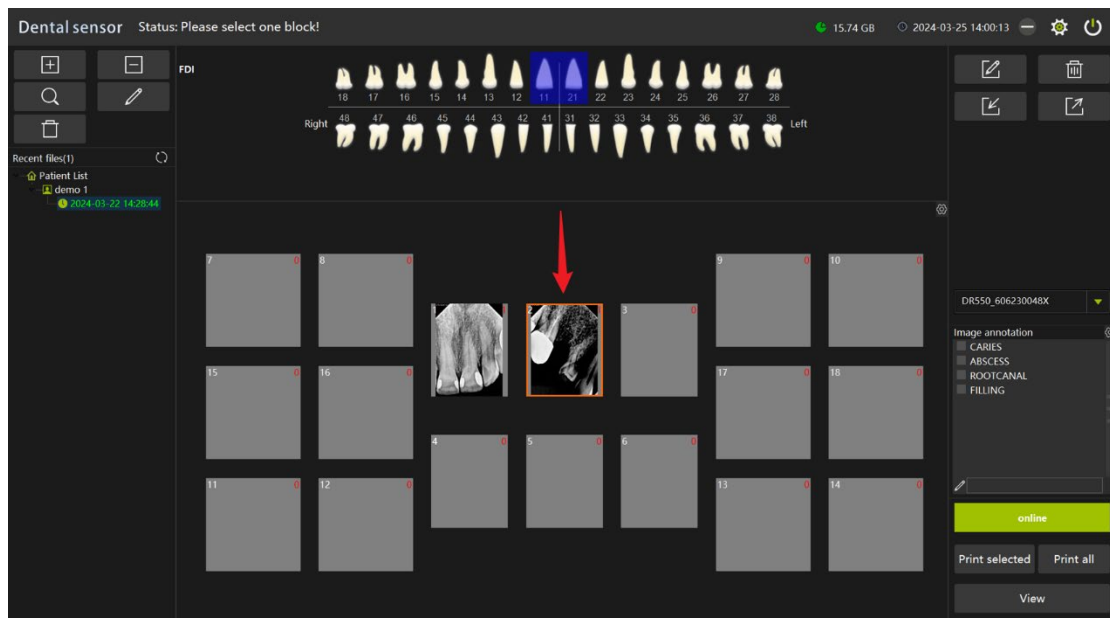 Dental sensor Status: Please select one block! 15.74 GB 2024-03-25 14:00:13
FDI
18 17 16 15 14 13 12 11 21 22 23 24 25 26 27 28
Right 48 47 46 45 44 43 42 41 31 32 33 34 35 36 37 38 Left
Recent files(1)
Patient List
demo 1
2024-03-22 14:28:44
7 0 8 0 9 0 10 0
1 2 3 0
15 0 16 0 17 0 18 0
4 0 5 0 6 0
11 0 12 0 13 0 14 0
DR550_606230048X
Image annotation
CARIES
ABSCESS
ROOTCANAL
FILLING
online
Print selected Print all
View